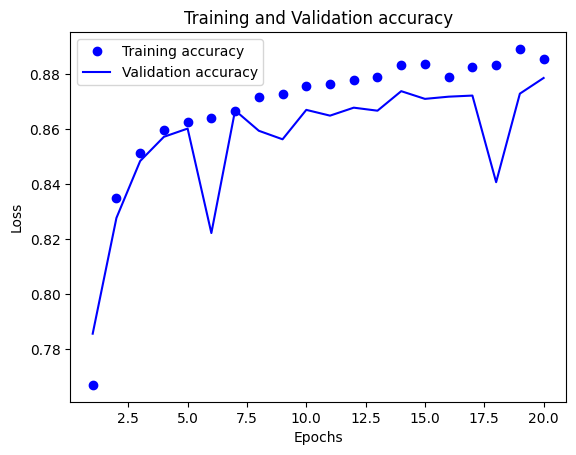 Training and Validation accuracy
Training accuracy
Validation accuracy
0.88
0.86
0.84
0.82
0.80
0.78
Loss
2.5 5.0 7.5 10.0 12.5 15.0 17.5 20.0
Epochs